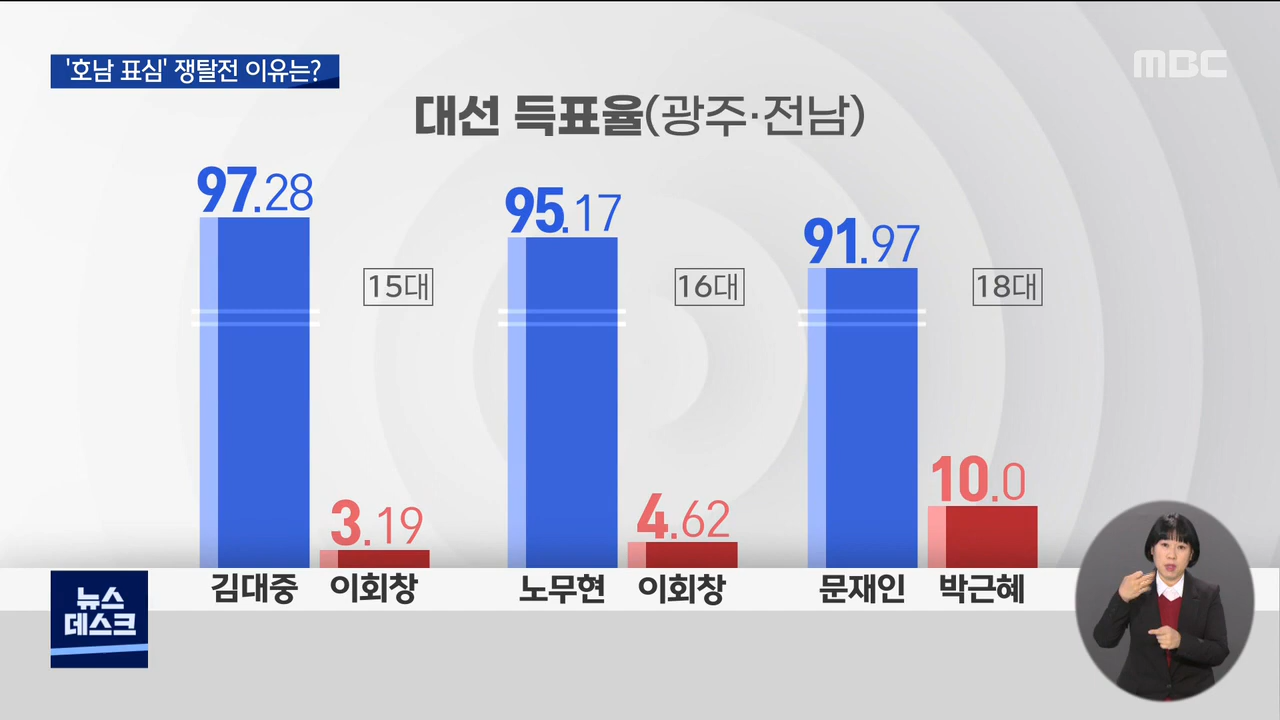 '호남 표심' 쟁탈전 이유는?
MBC
대선 득표율(광주·전남)
97.28
95.17
91.97
15대
16대
18대
3.19
4.62
10.0
김대중 이회창 노무현 이회창 문재인 박근혜
뉴스
데스크